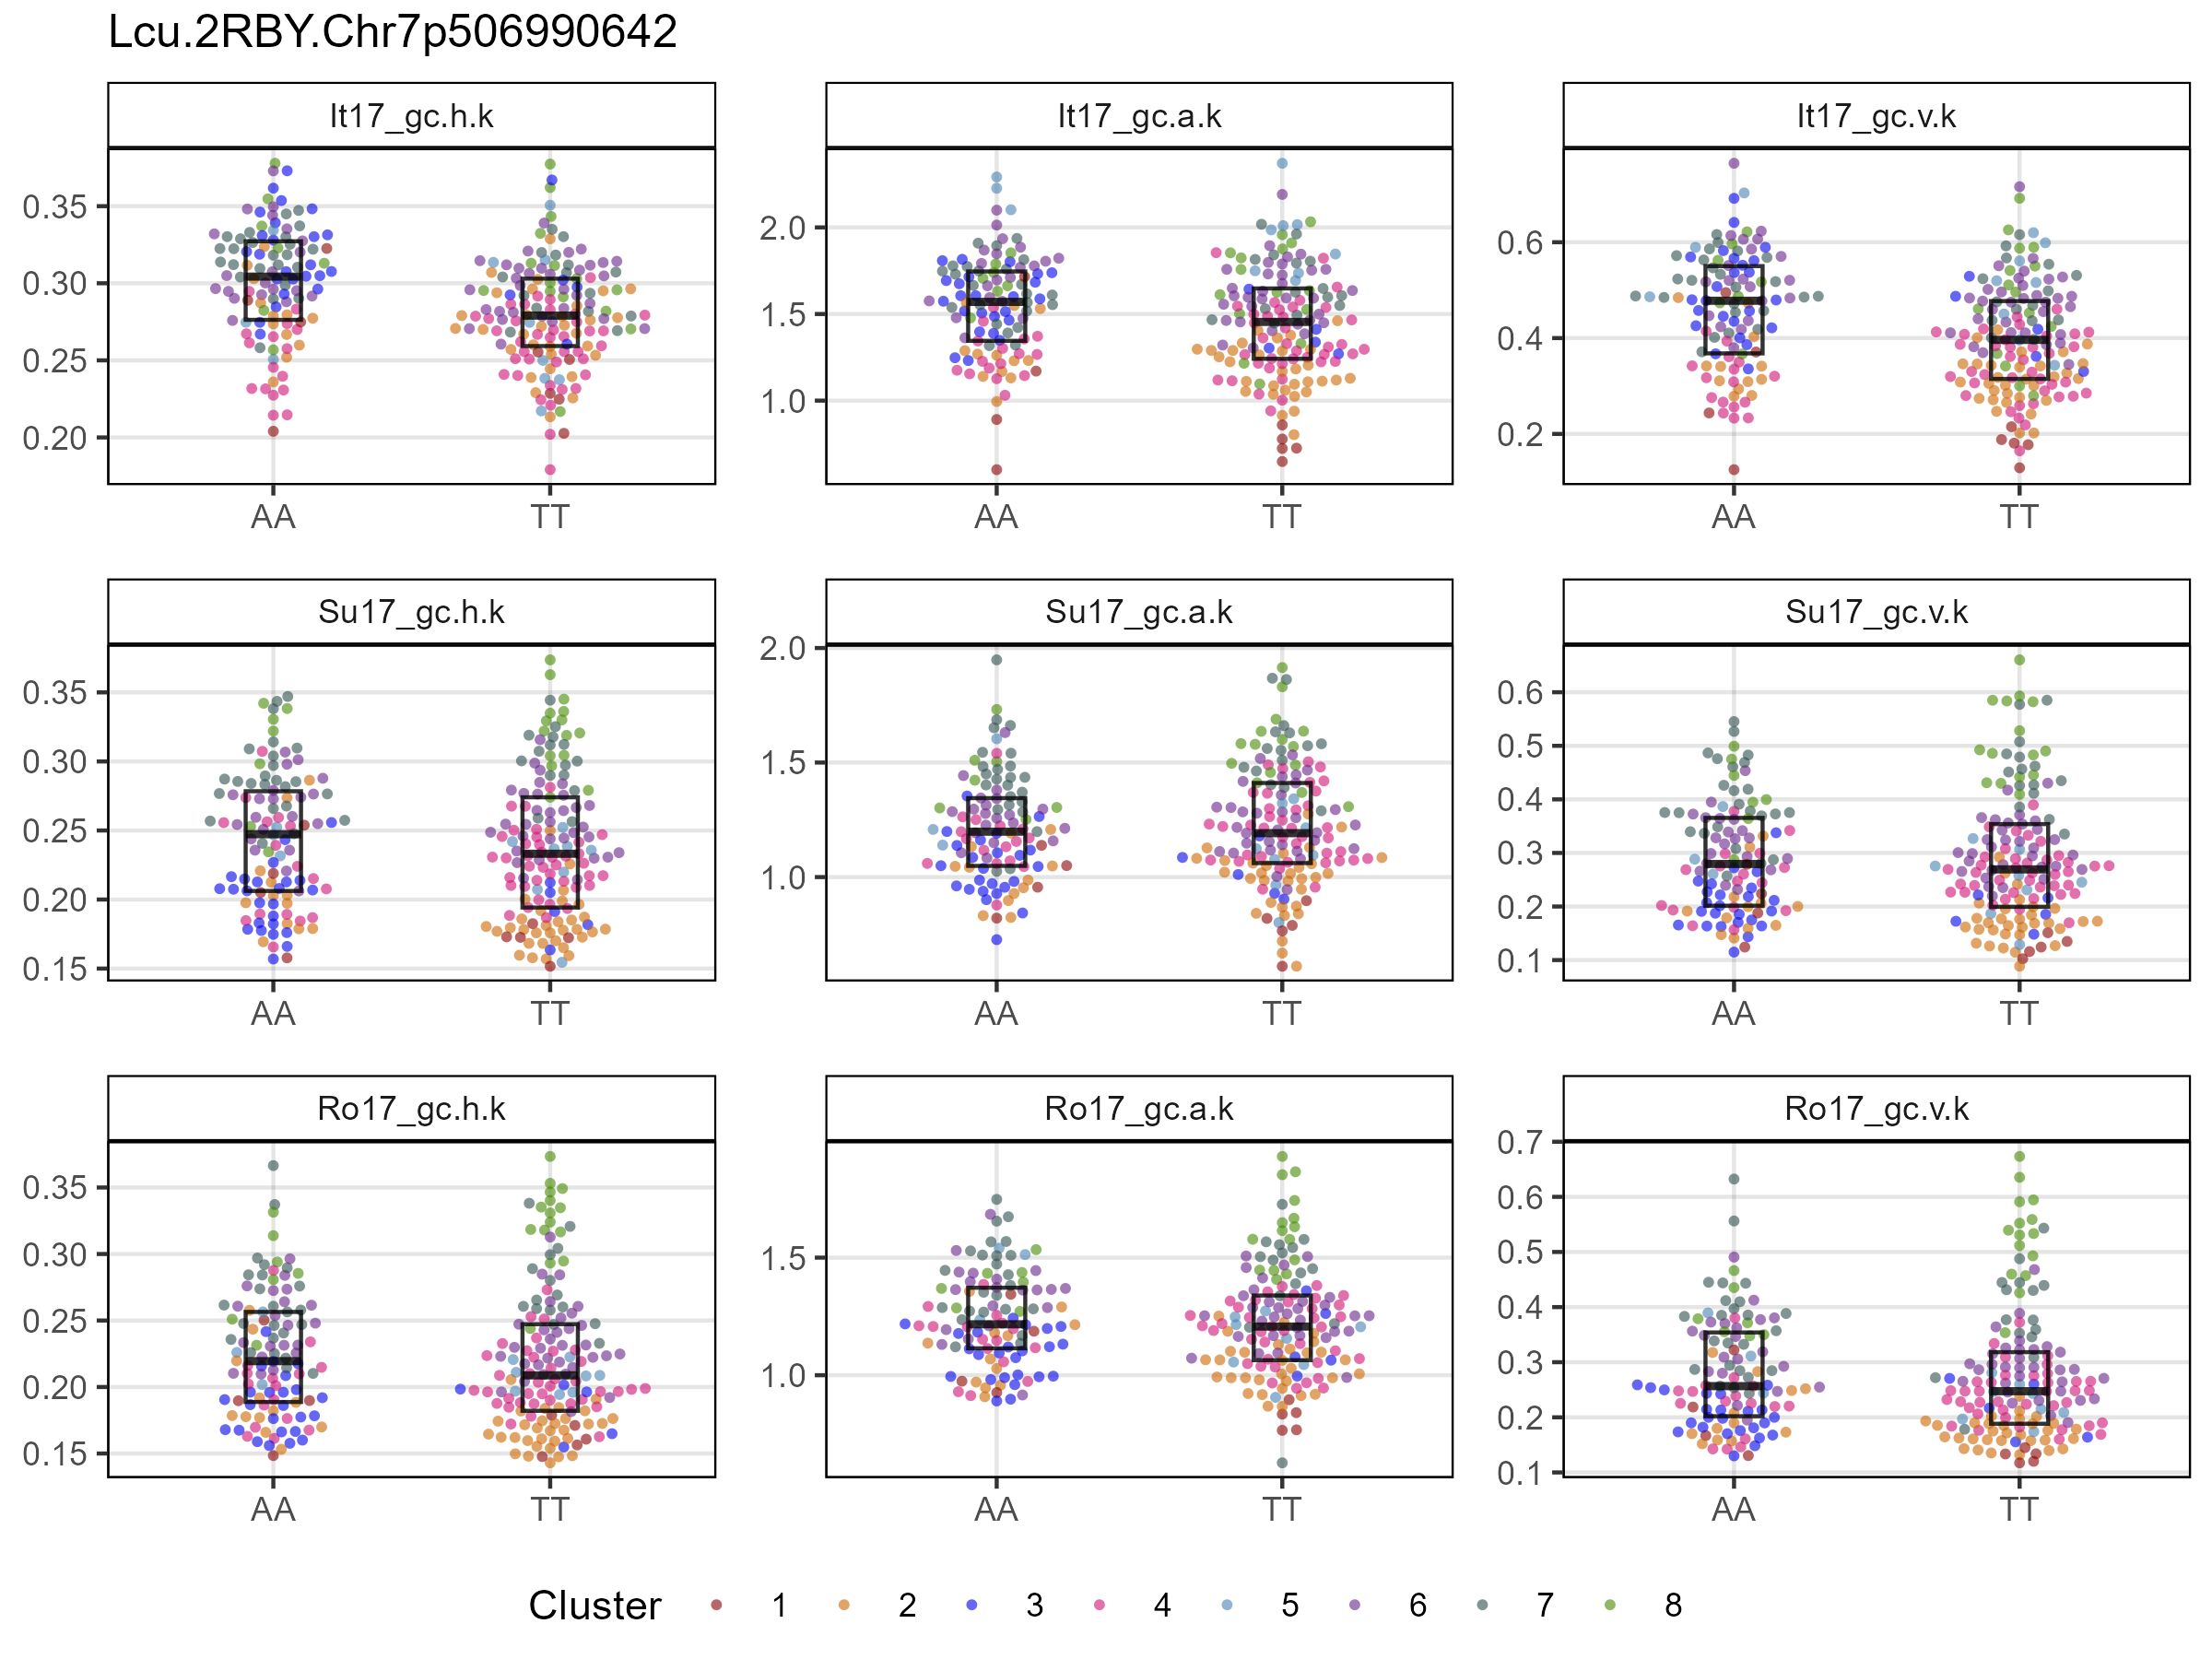 Lcu.2RBY.Chr7p506990642
It17_gc.h.k
It17_gc.a.k
It17_gc.v.k
0.35
0.30
0.25
0.20
2.0
1.5
1.0
0.6
0.4
0.2
AA
TT
AA
TT
AA
TT
Su17_gc.h.k
Su17_gc.a.k
Su17_gc.v.k
0.35
0.30
0.25
0.20
0.15
2.0
1.5
1.0
0.6
0.5
0.4
0.3
0.2
0.1
AA
TT
AA
TT
AA
TT
Ro17_gc.h.k
Ro17_gc.a.k
Ro17_gc.v.k
0.35
0.30
0.25
0.20
0.15
1.5
1.0
0.7
0.6
0.5
0.4
0.3
0.2
0.1
AA
TT
AA
TT
AA
TT
Cluster 1 2 3 4 5 6 7 8